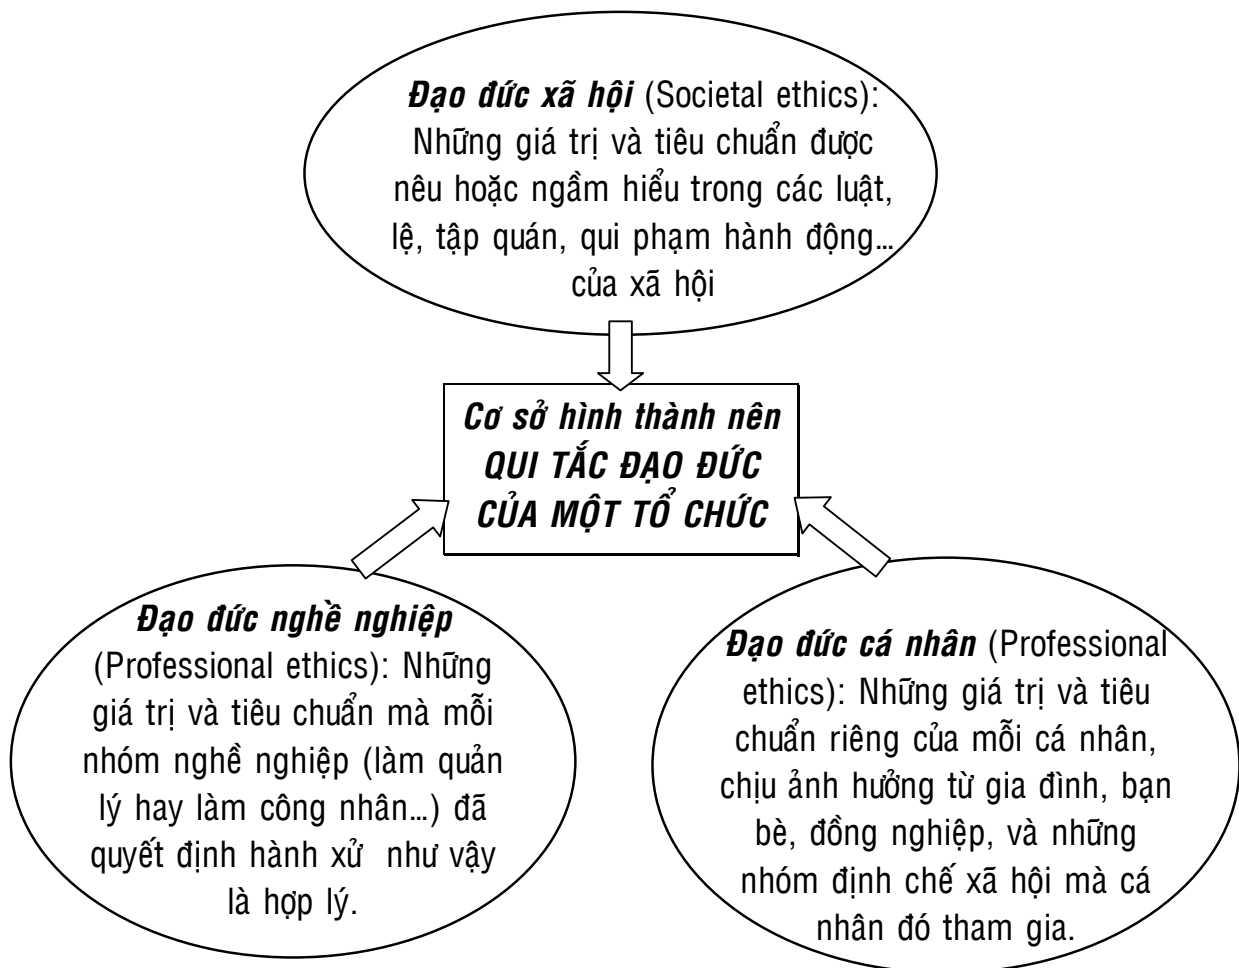 Đạo đức xã hội (Societal ethics):
Những giá trị và tiêu chuẩn được
nêu hoặc ngầm hiểu trong các luật,
lệ, tập quán, qui phạm hành động...
của xã hội
Cơ sở hình thành nên
QUI TẮC ĐẠO ĐỨC
CỦA MỘT TỔ CHỨC
Đạo đức nghề nghiệp
(Professional ethics): Những
giá trị và tiêu chuẩn mà mỗi
nhóm nghề nghiệp (làm quản
lý hay làm công nhân...) đã
quyết định hành xử như vậy
là hợp lý.
Đạo đức cá nhân (Professional
ethics): Những giá trị và tiêu
chuẩn riêng của mỗi cá nhân,
chịu ảnh hưởng từ gia đình, bạn
bè, đồng nghiệp, và những
nhóm định chế xã hội mà cá
nhân đó tham gia.